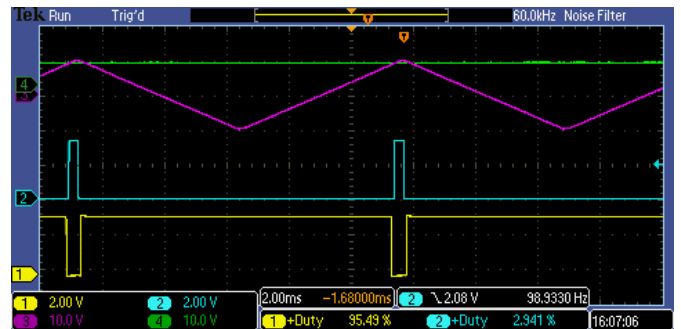 Tek Run Trig'd 60.0kHz Noise Filter
T
T
4
3
2
1
1 2.00 V 2 2.00 V 2.00ms -1.68000ms 2 2.08 V 98.9330 Hz
3 10.0 V 4 10.0 V 1 +Duty 95.49 % 2 +Duty 2.941 % 16:07:06